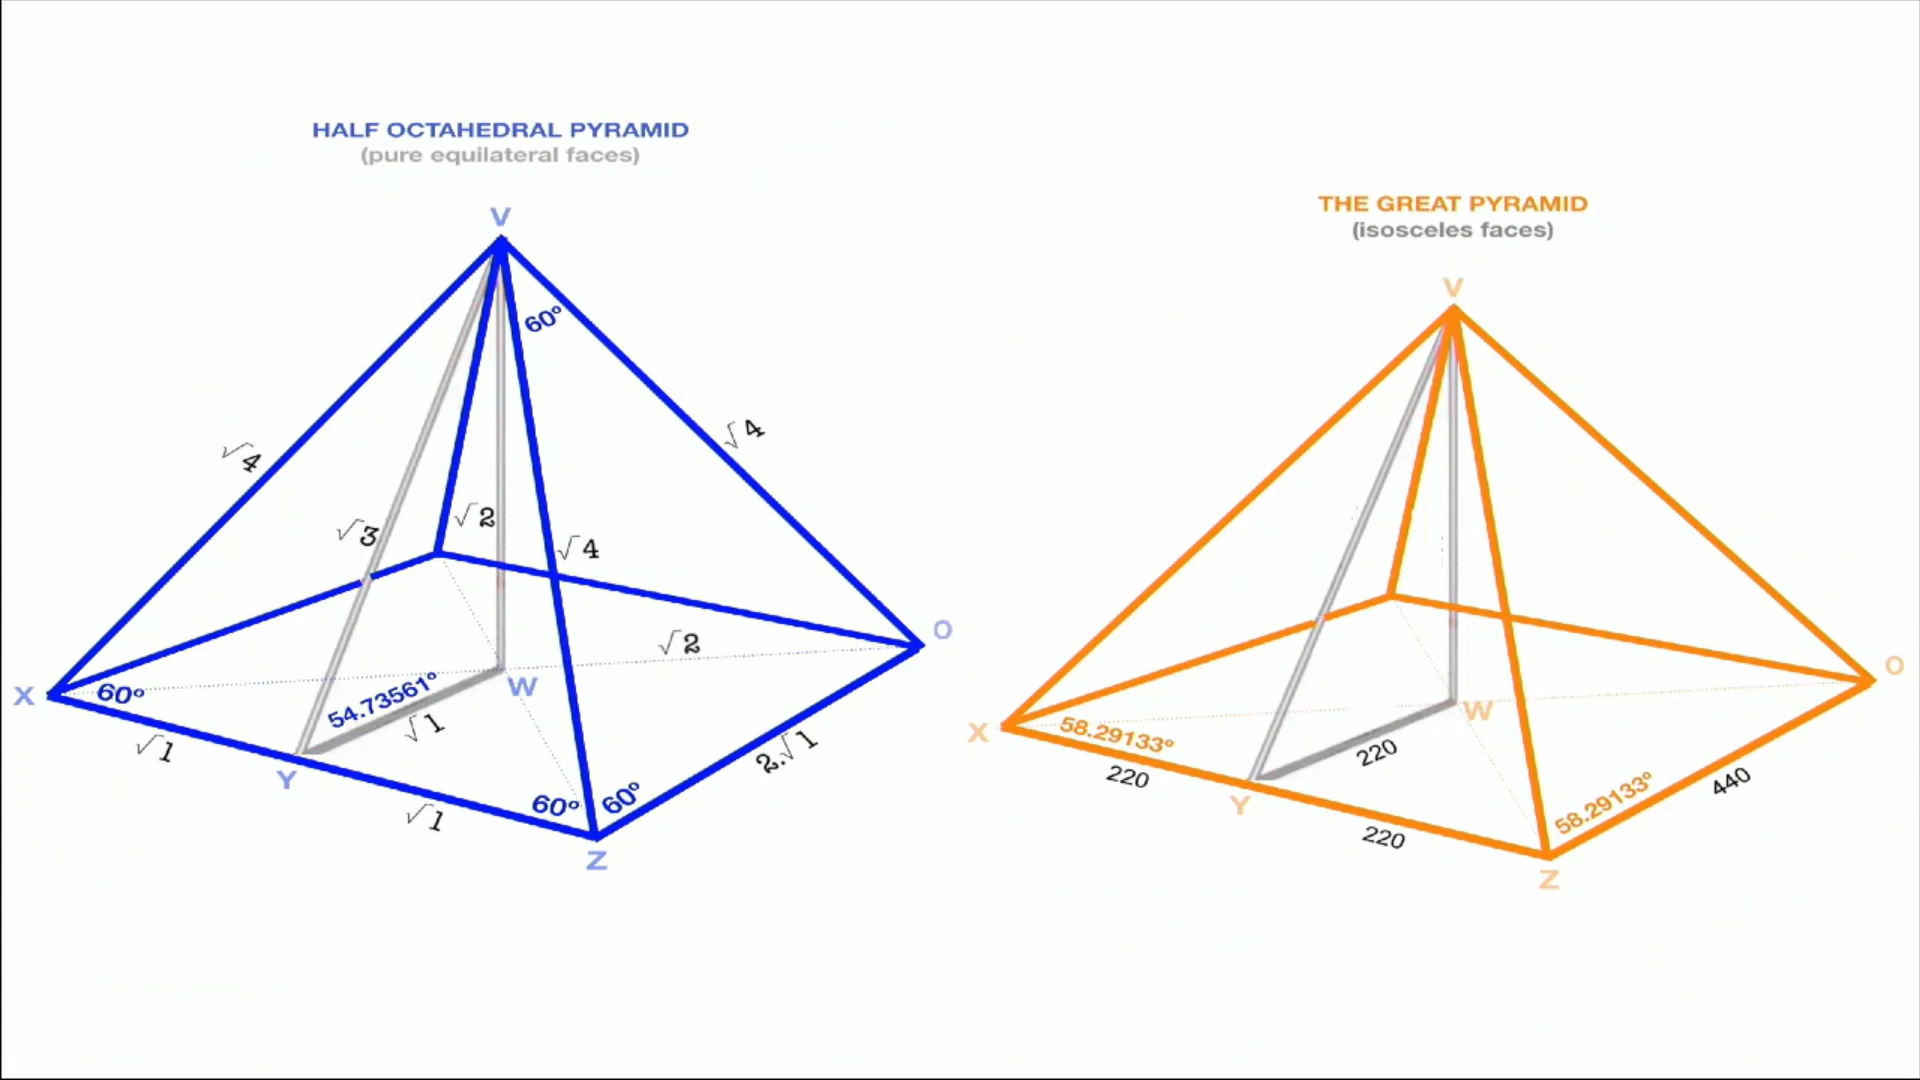 HALF OCTAHEDRAL PYRAMID
(pure equilateral faces)
V
60°
√4
√4
√3
√2
√4
O
√2
X
60°
54.73561°
W
√1
√1
Y
√1
60°
60°
2.√1
Z
THE GREAT PYRAMID
(isosceles faces)
V
O
X
58.29133°
W
220
220
Y
220
58.29133°
440
Z